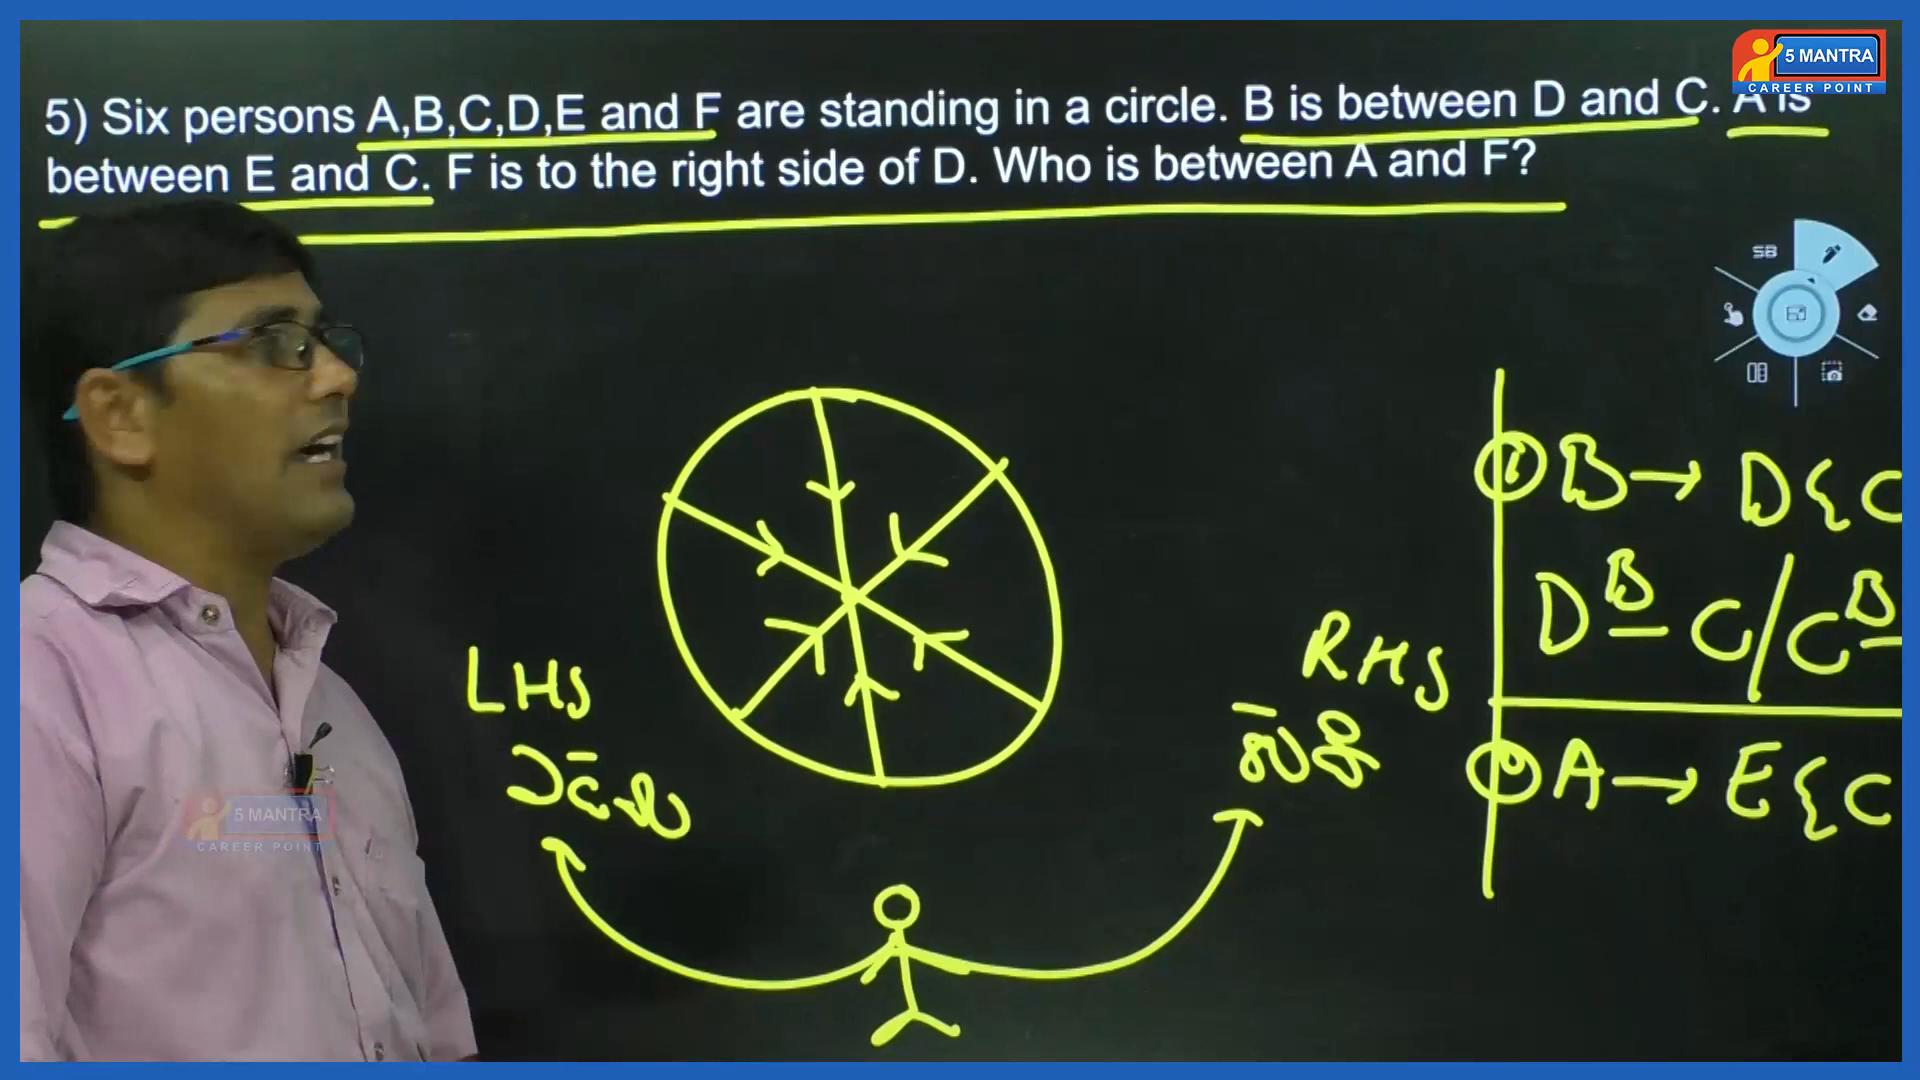 5 MANTRA
CAREER POINT
5) Six persons A,B,C,D,E and F are standing in a circle. B is between D and C. A is
between E and C. F is to the right side of D. Who is between A and F?
SB
① B → D { C
D B C / C B
A → E { C
LHS
RHS
5 MANTRA
CAREER POINT